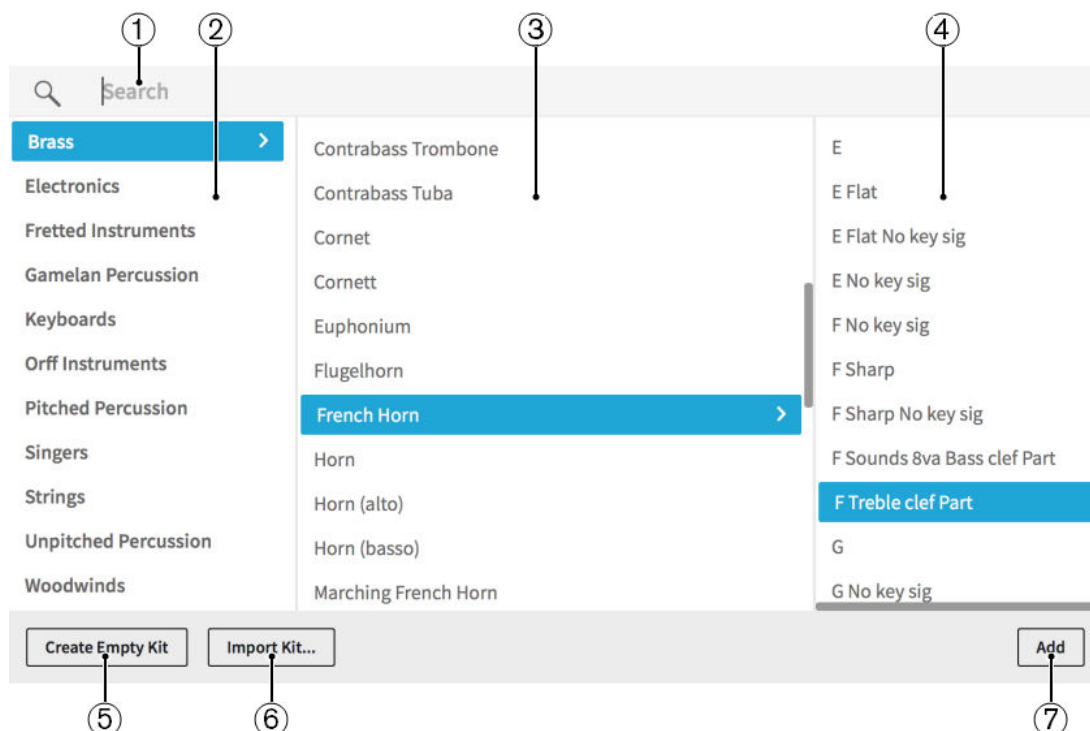 ① ② ③ ④
Search
Brass
Electronics
Fretted Instruments
Gamelan Percussion
Keyboards
Orff Instruments
Pitched Percussion
Singers
Strings
Unpitched Percussion
Woodwinds
Contrabass Trombone
Contrabass Tuba
Cornet
Cornett
Euphonium
Flugelhorn
French Horn
Horn
Horn (alto)
Horn (basso)
Marching French Horn
E
E Flat
E Flat No key sig
E No key sig
F No key sig
F Sharp
F Sharp No key sig
F Sounds 8va Bass clef Part
F Treble clef Part
G
G No key sig
Create Empty Kit
Import Kit...
Add
⑤ ⑥ ⑦